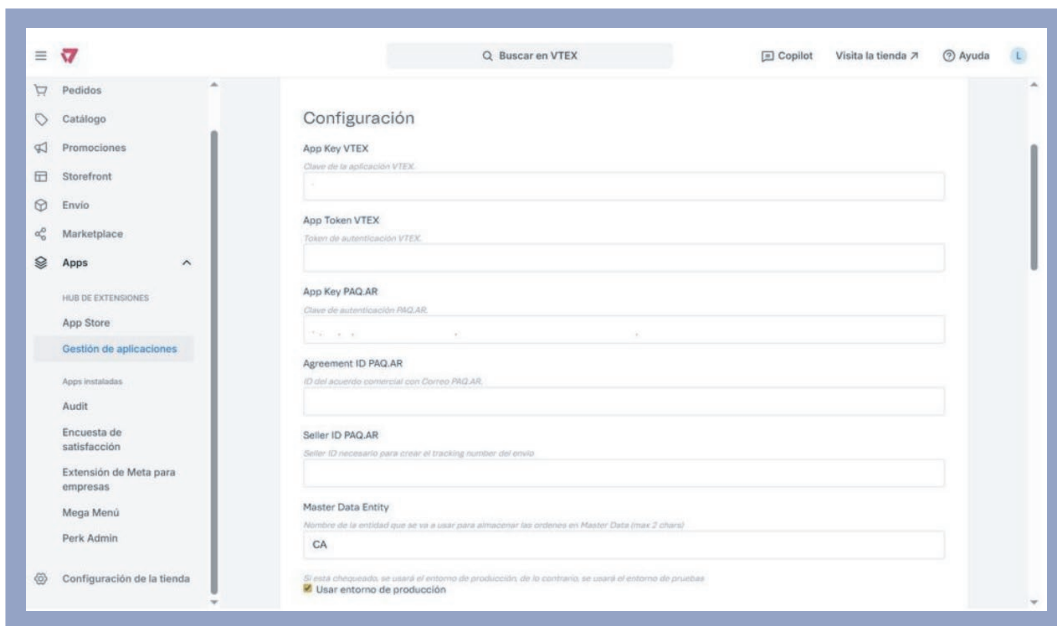 Buscar en VTEX
Copilot
Visita la tienda
Ayuda
L
Pedidos
Catálogo
Promociones
Storefront
Envío
Marketplace
Apps
HUB DE EXTENSIONES
App Store
Gestión de aplicaciones
Apps instaladas
Audit
Encuesta de
satisfacción
Extensión de Meta para
empresas
Mega Menú
Perk Admin
Configuración de la tienda
Configuración
App Key VTEX
Clave de la aplicación VTEX.
App Token VTEX
Token de autenticación VTEX.
App Key PAQ.AR
Clave de autenticación PAQ.AR.
Agreement ID PAQ.AR
ID del acuerdo comercial con Correo PAQ.AR.
Seller ID PAQ.AR
Seller ID necesario para crear el tracking number del envío
Master Data Entity
Nombre de la entidad que se va a usar para almacenar las ordenes en Master Data (max 2 chars)
CA
Si está chequeado, se usará el entorno de producción, de lo contrario, se usará el entorno de pruebas
Usar entorno de producción